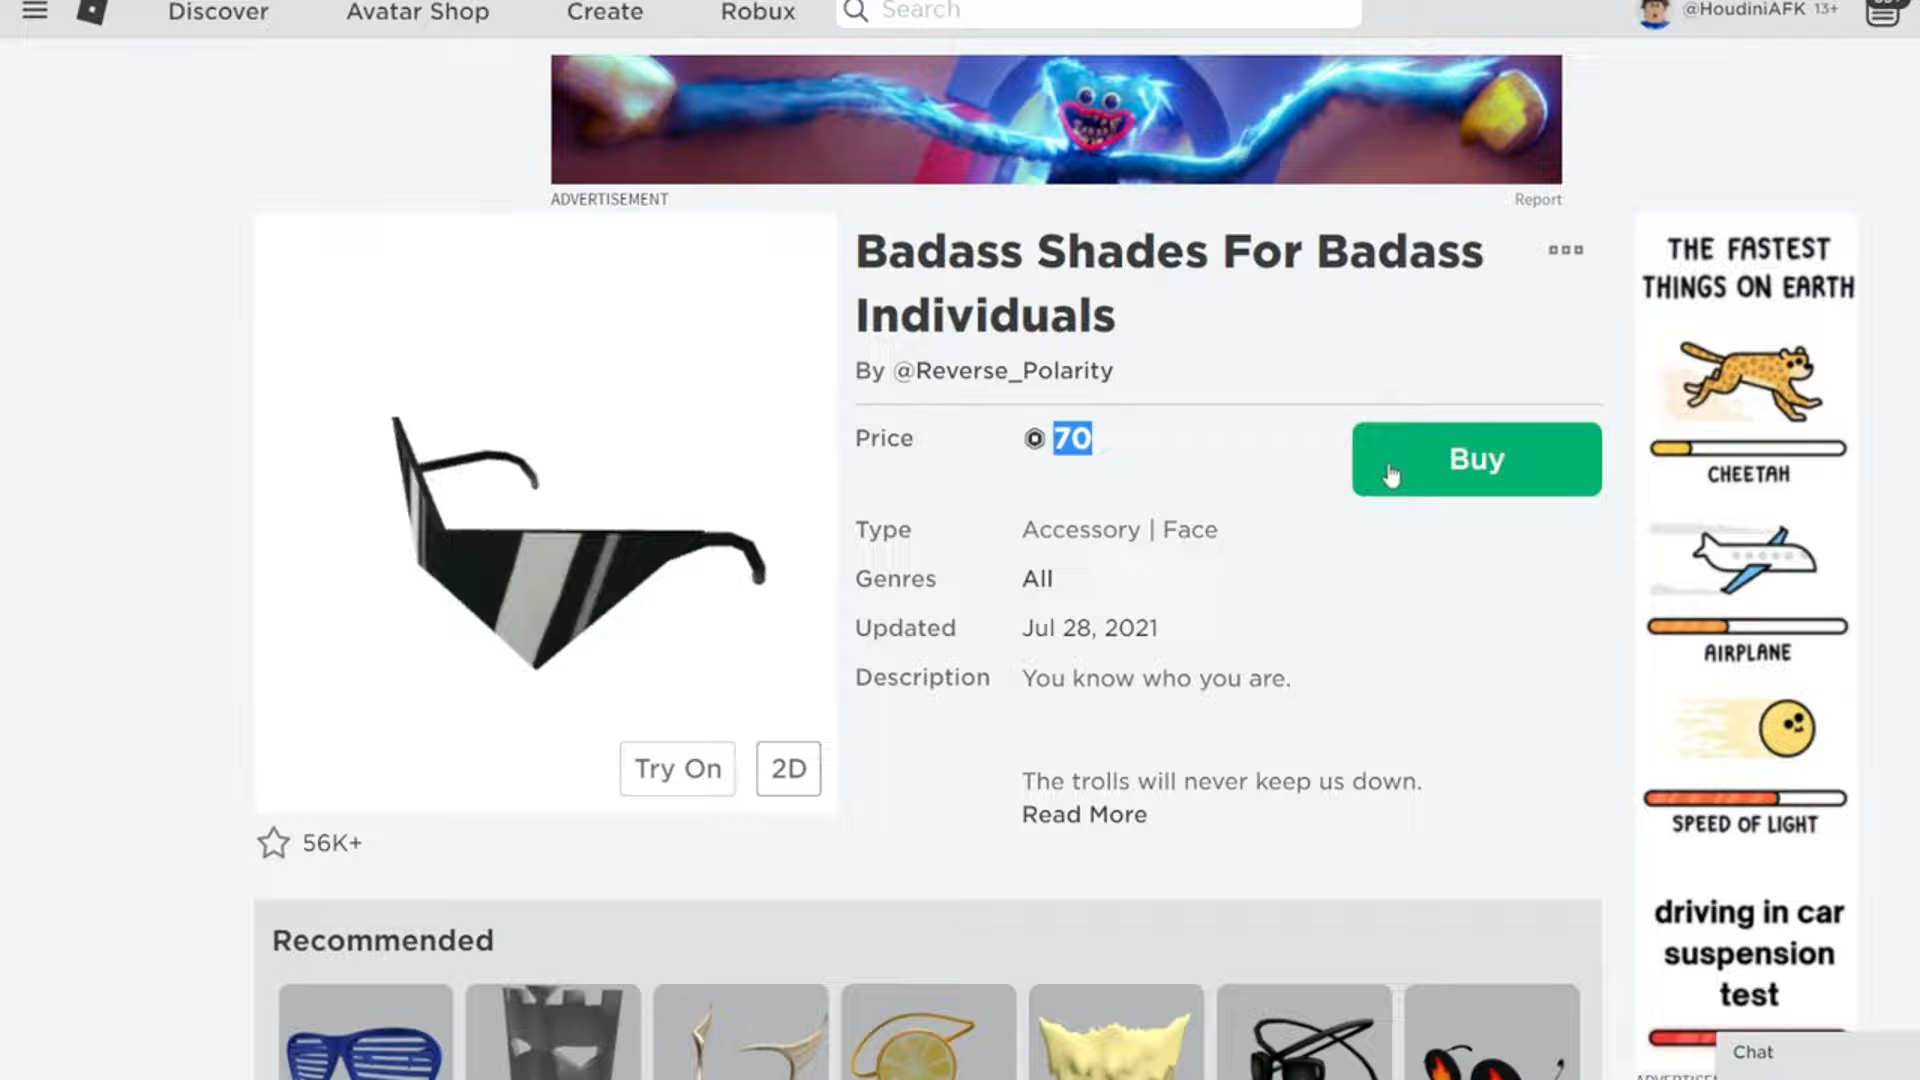 Discover
Avatar Shop
Create
Robux
Search
@HoudiniAFK 13+
ADVERTISEMENT
Report
Badass Shades For Badass
Individuals
By @Reverse_Polarity
Price
70
Buy
Type
Accessory | Face
Genres
All
Updated
Jul 28, 2021
Description
You know who you are.
The trolls will never keep us down.
Read More
Try On
2D
56K+
Recommended
THE FASTEST
THINGS ON EARTH
CHEETAH
AIRPLANE
SPEED OF LIGHT
driving in car
suspension
test
Chat